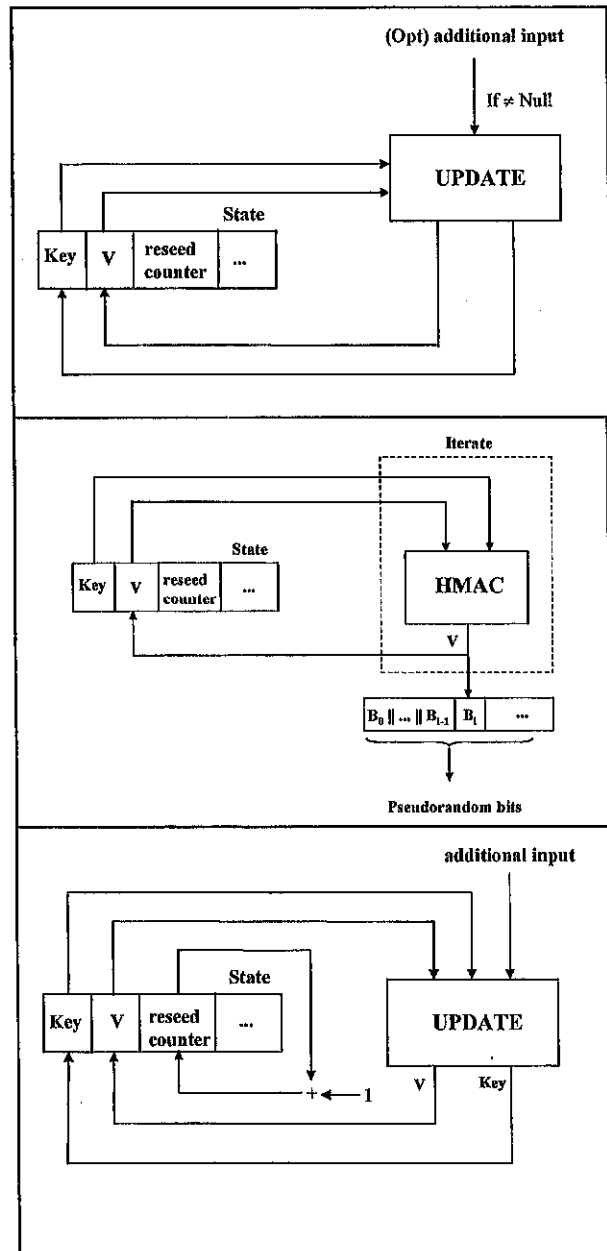 (Opt) additional input
If ≠ Null
UPDATE
State
Key V reseed counter ...
Iterate
State
Key V reseed counter ...
HMAC
V
B0 || ... || Bi-1 Bi ...
Pseudorandom bits
additional input
State
Key V reseed counter ...
UPDATE
V Key
+ 1